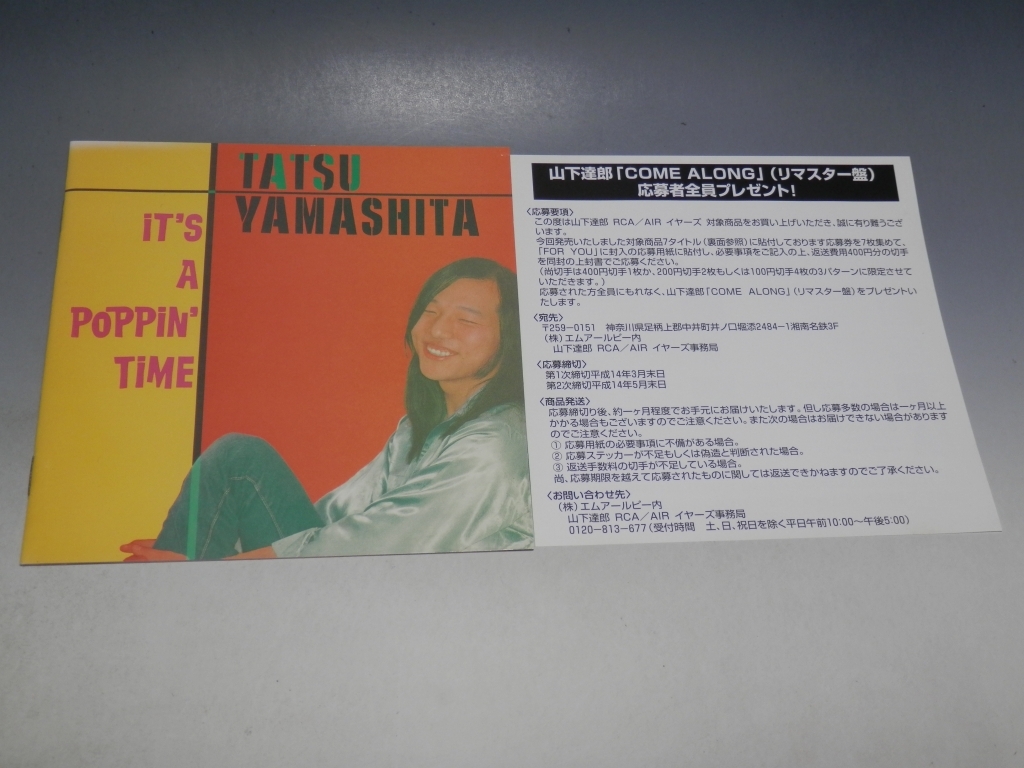 TATSU
YAMASHITA
iT'S
A
POPPiN'
TiME
山下達郎「COME ALONG」(リマスター盤)
応募者全員プレゼント!
〈応募要項〉
この度は山下達郎 RCA／AIR イヤーズ 対象商品をお買い上げいただき、誠に有り難うござ
います。
今回発売いたしました対象商品7タイトル(裏面参照)に貼付しております応募券を7枚集めて、
「FOR YOU」に封入の応募用紙に貼付し、必要事項をご記入の上、返送費用400円分の切手
を同封の上封書でご応募ください。
(尚切手は400円切手1枚か、200円切手2枚もしくは100円切手4枚の3パターンに限定させて
いただきます。)
応募された方全員にもれなく、山下達郎「COME ALONG」(リマスター盤)をプレゼントい
たします。
〈宛先〉
〒259－0151 神奈川県足柄上郡中井町井ノ口堀添2484－1湘南名鉄3F
(株)エムアールピー内
山下達郎 RCA／AIR イヤーズ事務局
〈応募締切〉
第1次締切平成14年3月末日
第2次締切平成14年5月末日
〈商品発送〉
応募締切り後、約一ヶ月程度でお手元にお届けいたします。但し応募多数の場合は一ヶ月以上
かかる場合もございますのでご注意ください。また次の場合はお届けできない場合があります
のでご注意ください。
① 応募用紙の必要事項に不備がある場合。
② 応募ステッカーが不足もしくは偽造と判断された場合。
③ 返送手数料の切手が不足している場合。
尚、応募期限を越えて応募されたものに関しては返送できかねますのでご了承ください。
〈お問い合わせ先〉
(株)エムアールピー内
山下達郎 RCA／AIR イヤーズ事務局
0120－813－677(受付時間 土、日、祝日を除く平日午前10:00～午後5:00)